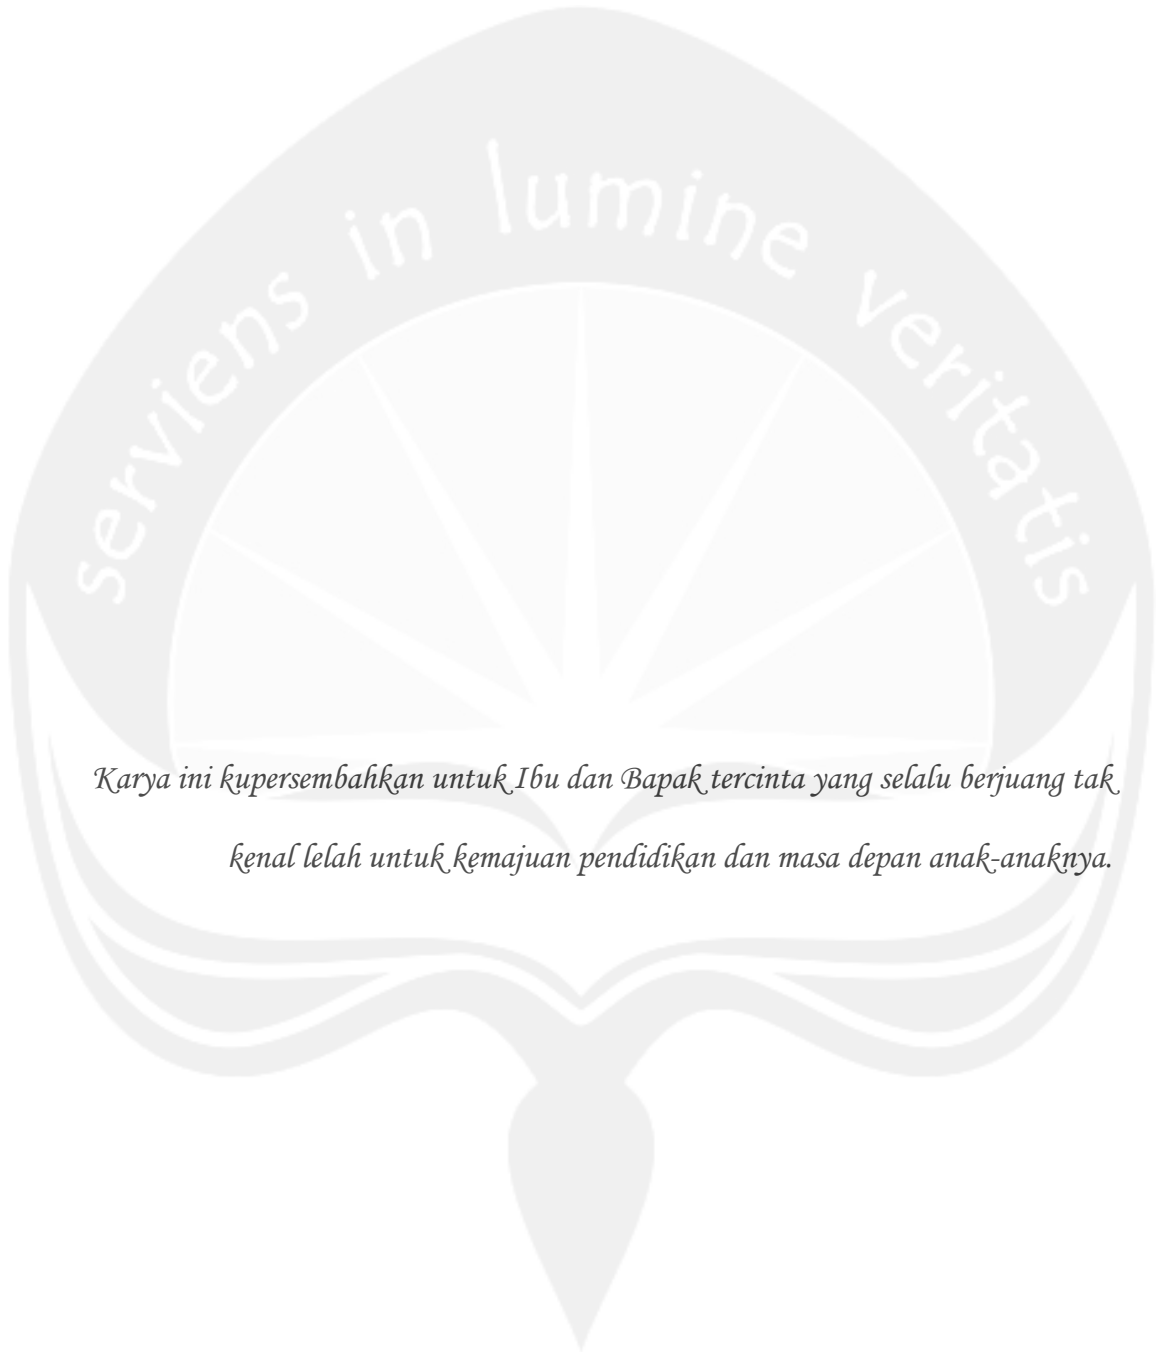 serviens in lumine veritatis
Karya ini kupersembahkan untuk Ibu dan Bapak tercinta yang selalu berjuang tak
kenal lelah untuk kemajuan pendidikan dan masa depan anak-anaknya.